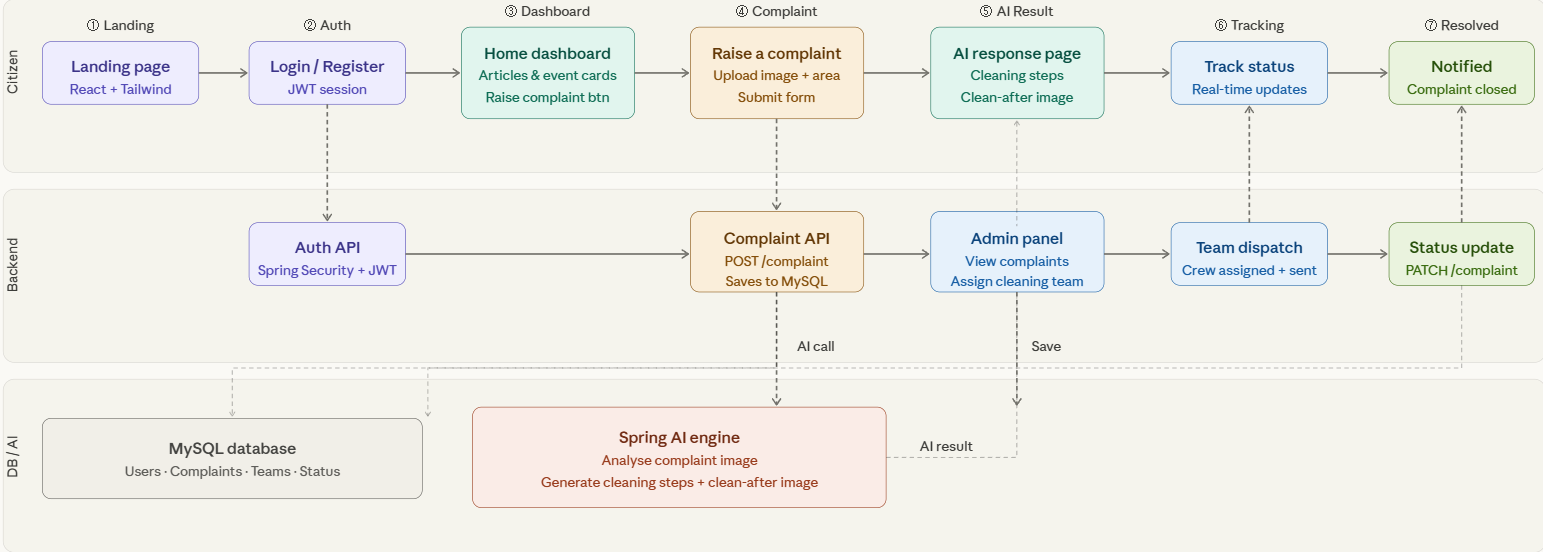 ① Landing
② Auth
③ Dashboard
④ Complaint
⑤ AI Result
⑥ Tracking
⑦ Resolved
Citizen
Landing page
React + Tailwind
Login / Register
JWT session
Home dashboard
Articles & event cards
Raise complaint btn
Raise a complaint
Upload image + area
Submit form
AI response page
Cleaning steps
Clean-after image
Track status
Real-time updates
Notified
Complaint closed
Backend
Auth API
Spring Security + JWT
Complaint API
POST /complaint
Saves to MySQL
Admin panel
View complaints
Assign cleaning team
Team dispatch
Crew assigned + sent
Status update
PATCH /complaint
AI call
Save
DB / AI
MySQL database
Users · Complaints · Teams · Status
Spring AI engine
Analyse complaint image
Generate cleaning steps + clean-after image
AI result